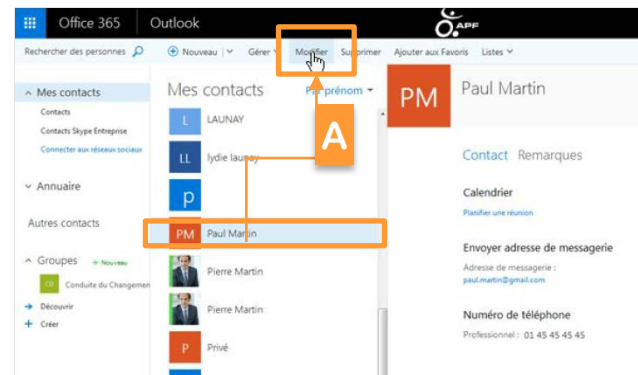 Office 365 Outlook
APF
Rechercher des personnes
Nouveau Gérer Modifier Supprimer Ajouter aux Favoris Listes
Mes contacts
Contacts
Contacts Skype Entreprise
Connecter aux réseaux sociaux
Annuaire
Autres contacts
Groupes Nouveau
CD Conduite du Changemen
Découvrir
Créer
Mes contacts Par prénom
L LAUNAY
LL lydie launay
p
PM Paul Martin
Pierre Martin
Pierre Martin
P Privé
A
PM Paul Martin
Contact Remarques
Calendrier
Planifier une réunion
Envoyer adresse de messagerie
Adresse de messagerie :
paul.martin@gmail.com
Numéro de téléphone
Professionnel : 01 45 45 45 45